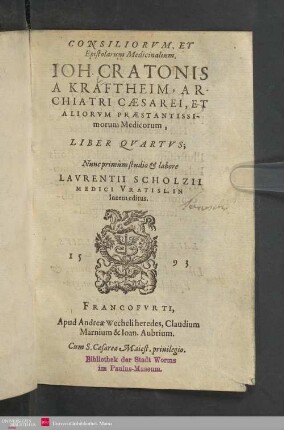 CONSILIORVM, ET
Epistolarum Medicinalium,
IOH. CRATONIS
A KRAFTHEIM, AR-
CHIATRI CÆSAREI, ET
ALIORVM PRÆSTANTISSI-
morum Medicorum,
LIBER QVARTVS;
Nunc primùm studio & labore
LAVRENTII SCHOLZII
MEDICI VRATISL. IN
lucem editus.
15 93.
FRANCOFVRTI,
Apud Andreæ Wecheli heredes, Claudium
Marnium & Ioan. Aubrium.
Cum S. Cæsareæ Maiest. privilegio.
Bibliothek der Stadt Worms
im Paulus-Museum.